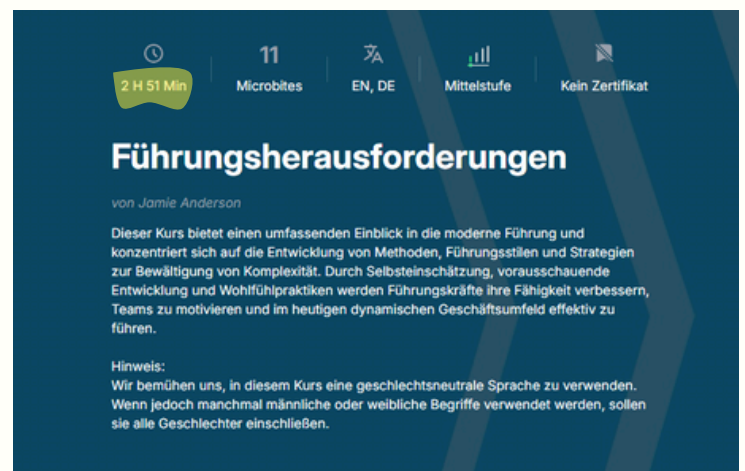 2 H 51 Min
11
Microbites
EN, DE
Mittelstufe
Kein Zertifikat
Führungsherausforderungen
von Jamie Anderson
Dieser Kurs bietet einen umfassenden Einblick in die moderne Führung und
konzentriert sich auf die Entwicklung von Methoden, Führungsstilen und Strategien
zur Bewältigung von Komplexität. Durch Selbsteinschätzung, vorausschauende
Entwicklung und Wohlfühlpraktiken werden Führungskräfte ihre Fähigkeit verbessern,
Teams zu motivieren und im heutigen dynamischen Geschäftsumfeld effektiv zu
führen.
Hinweis:
Wir bemühen uns, in diesem Kurs eine geschlechtsneutrale Sprache zu verwenden.
Wenn jedoch manchmal männliche oder weibliche Begriffe verwendet werden, sollen
sie alle Geschlechter einschließen.